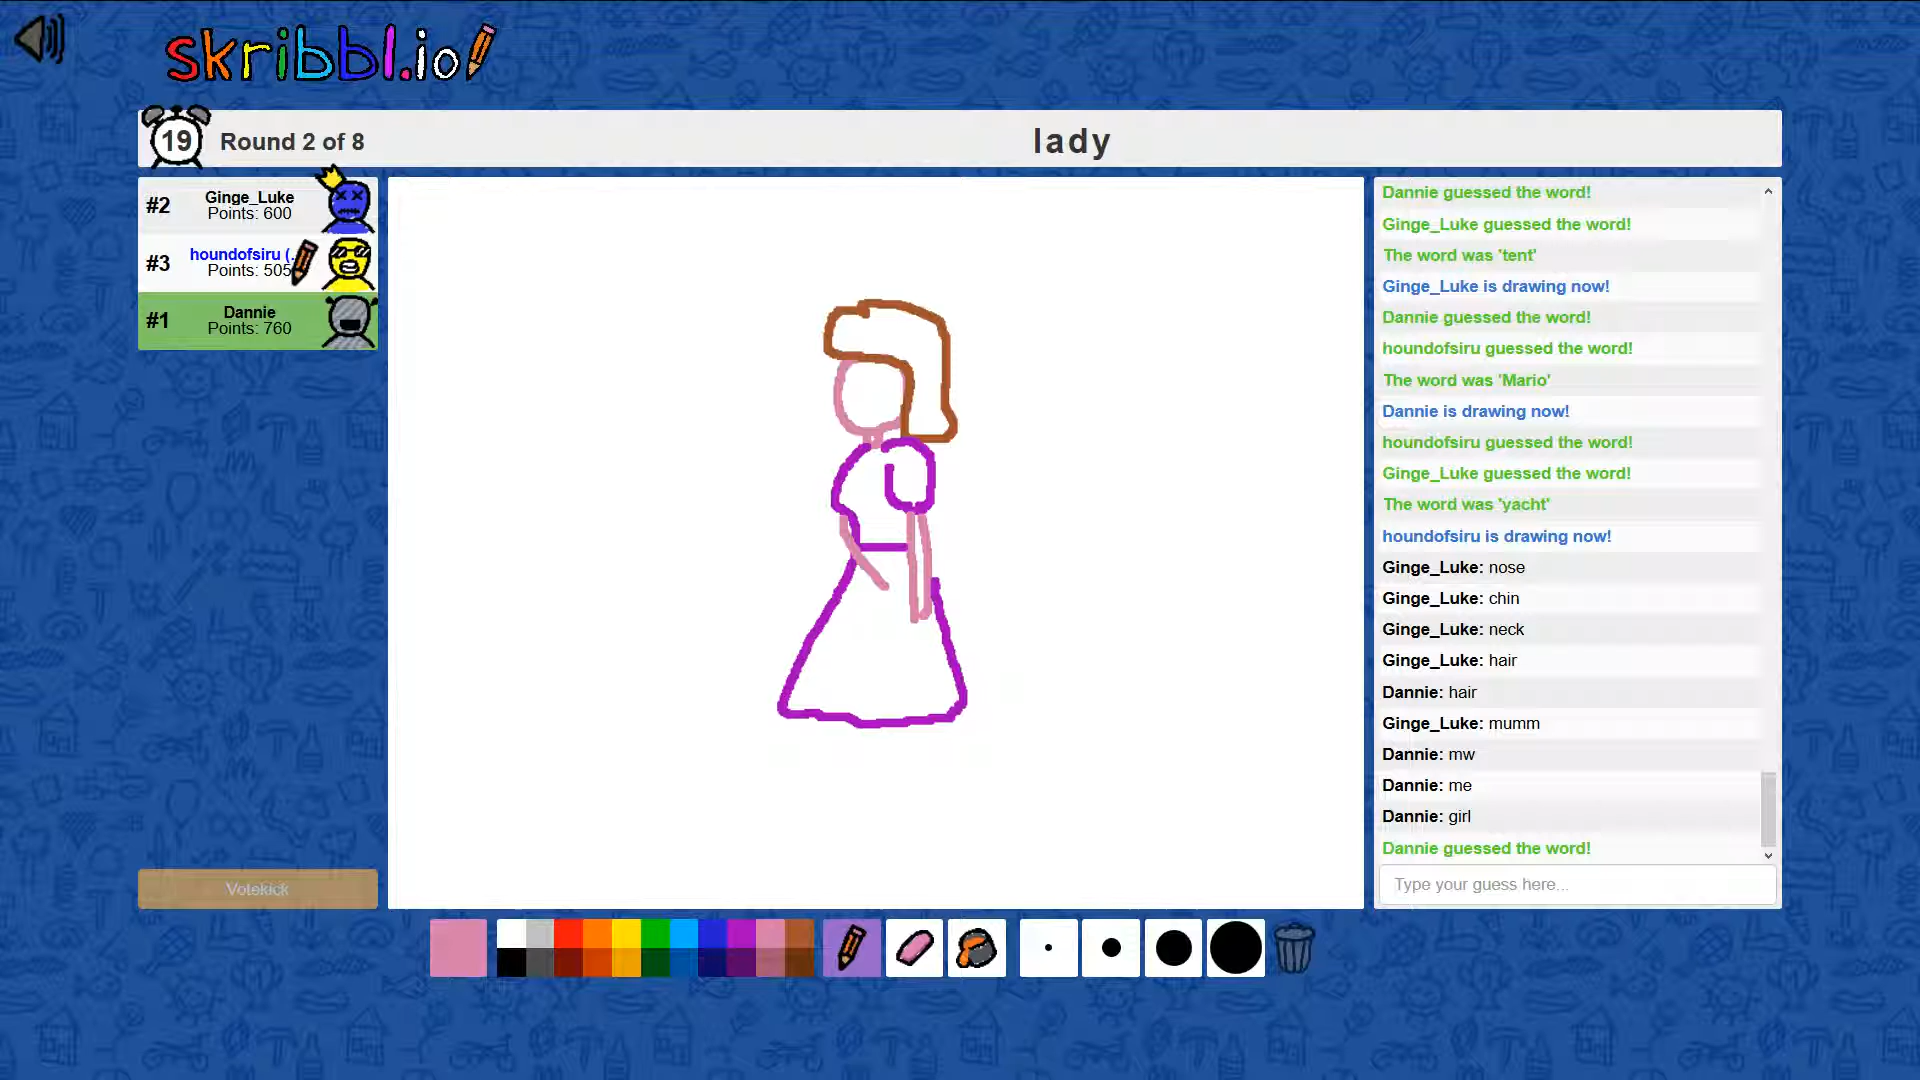 skribbl.io
19
Round 2 of 8
lady
#2
Ginge_Luke
Points: 600
#3
houndofsiru (.
Points: 505
#1
Dannie
Points: 760
Dannie guessed the word!
Ginge_Luke guessed the word!
The word was 'tent'
Ginge_Luke is drawing now!
Dannie guessed the word!
houndofsiru guessed the word!
The word was 'Mario'
Dannie is drawing now!
houndofsiru guessed the word!
Ginge_Luke guessed the word!
The word was 'yacht'
houndofsiru is drawing now!
Ginge_Luke: nose
Ginge_Luke: chin
Ginge_Luke: neck
Ginge_Luke: hair
Dannie: hair
Ginge_Luke: mumm
Dannie: mw
Dannie: me
Dannie: girl
Dannie guessed the word!
Votekick
Type your guess here...